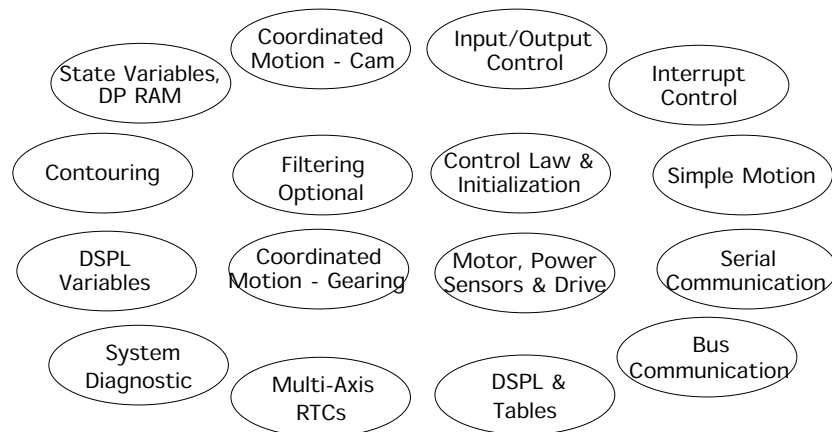 Coordinated
Motion - Cam
Input/Output
Control
State Variables,
DP RAM
Interrupt
Control
Contouring
Filtering
Optional
Control Law &
Initialization
Simple Motion
DSPL
Variables
Coordinated
Motion - Gearing
Motor, Power
Sensors & Drive
Serial
Communication
System
Diagnostic
Multi-Axis
RTCs
DSPL &
Tables
Bus
Communication